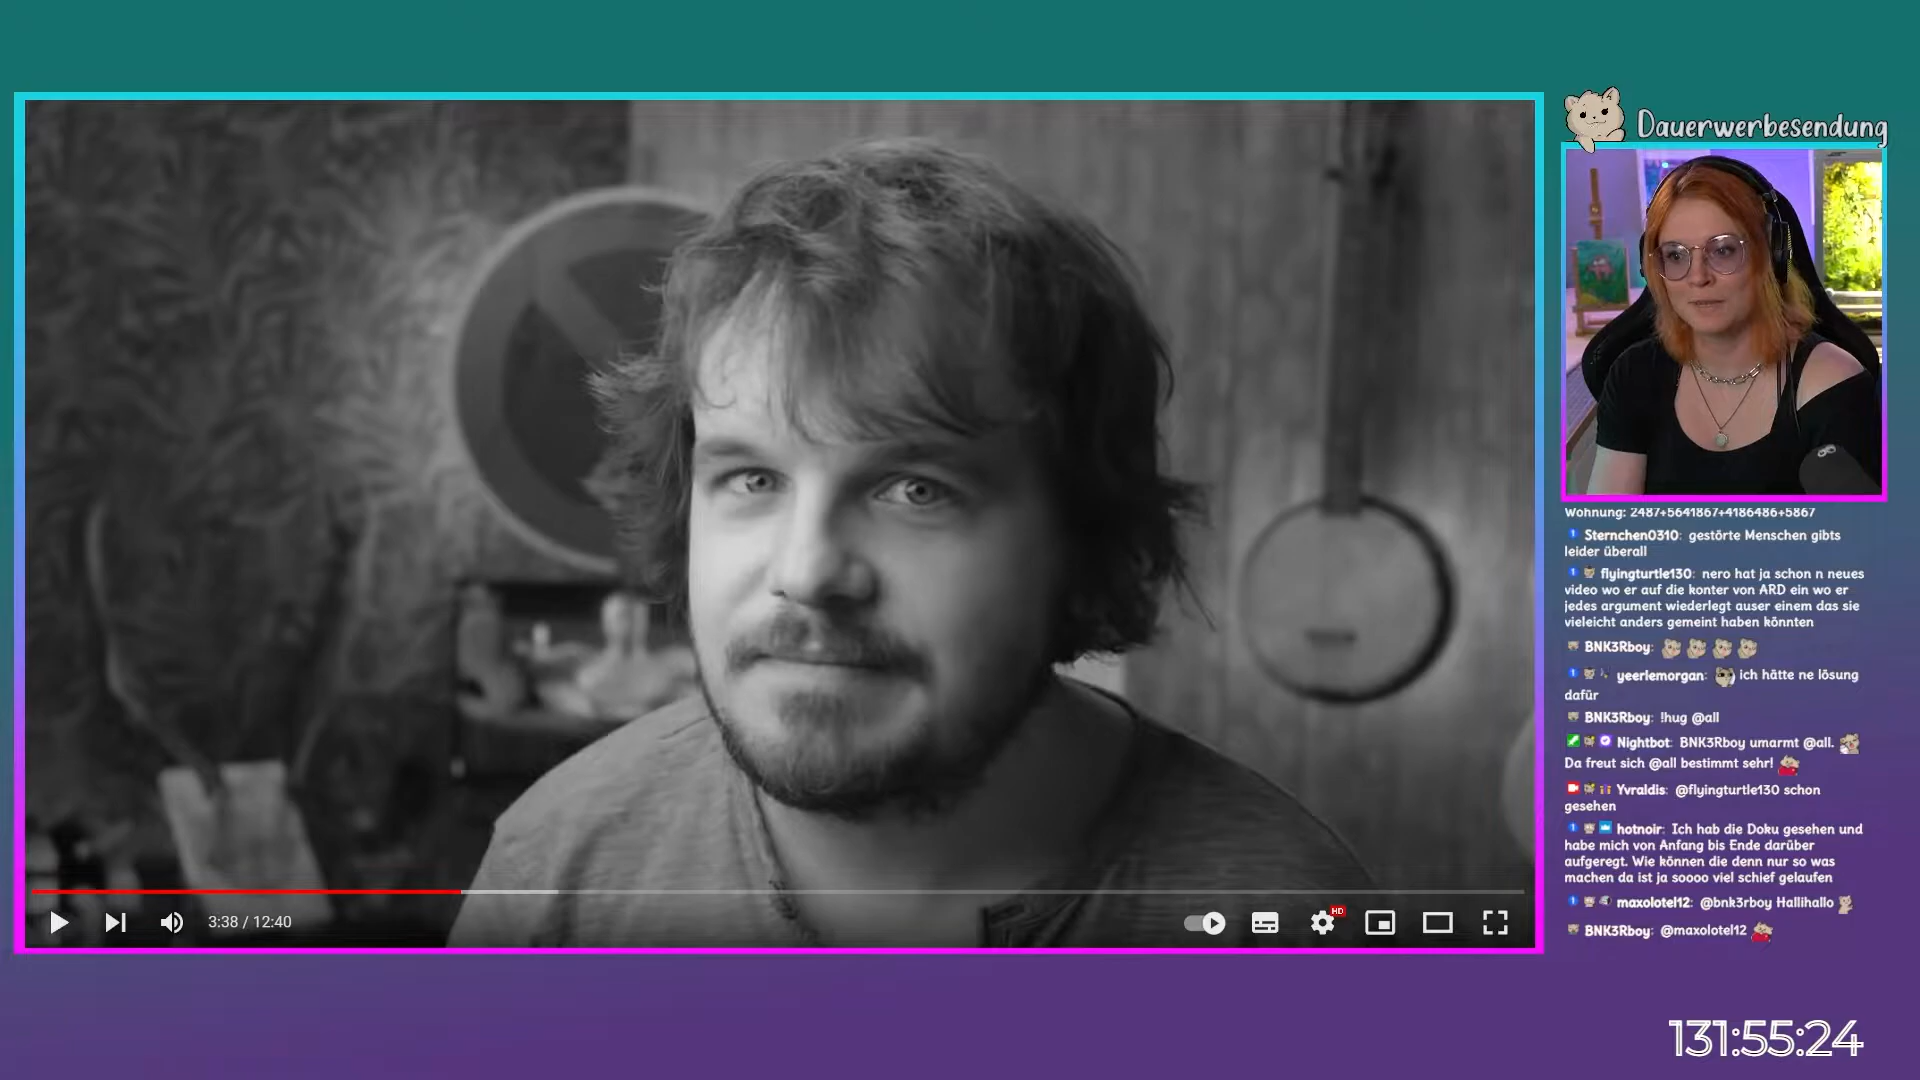 Dauerwerbesendung
Wohnung: 2487+5641867+4186486+5867
Sternchen0310: gestörte Menschen gibts
leider überall
flyingturtle130: nero hat ja schon n neues
video wo er auf die konter von ARD ein wo er
jedes argument wiederlegt auser einem das sie
vieleicht anders gemeint haben könnten
BNK3Rboy:
yeerlemorgan: ich hätte ne lösung
dafür
BNK3Rboy: !hug @all
Nightbot: BNK3Rboy umarmt @all.
Da freut sich @all bestimmt sehr!
Yvraldis: @flyingturtle130 schon
gesehen
hotnoir: Ich hab die Doku gesehen und
habe mich von Anfang bis Ende darüber
aufgeregt. Wie können die denn nur so was
machen da ist ja soooo viel schief gelaufen
maxolotel12: @bnk3rboy Hallihallo
BNK3Rboy: @maxolotel12
3:38 / 12:40
HD
131:55:24